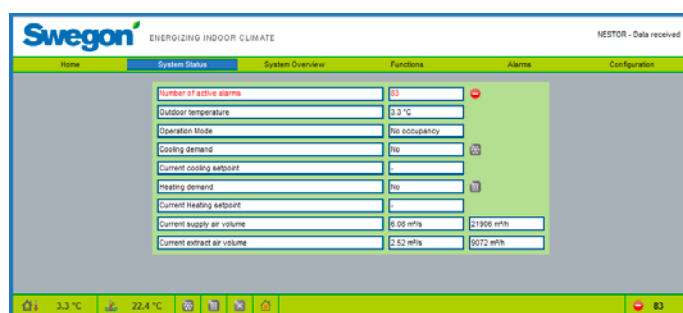 Swegon ENERGIZING INDOOR CLIMATE NESTOR - Data received
Home System Status System Overview Functions Alarms Configuration
Number of active alarms 83
Outdoor temperature 3.3 °C
Operation Mode No occupancy
Cooling demand No
Current cooling setpoint -
Heating demand No
Current Heating setpoint -
Current supply air volume 6.08 m³/s 21906 m³/h
Current extract air volume 2.52 m³/s 9072 m³/h
3.3 °C 22.4 °C 83